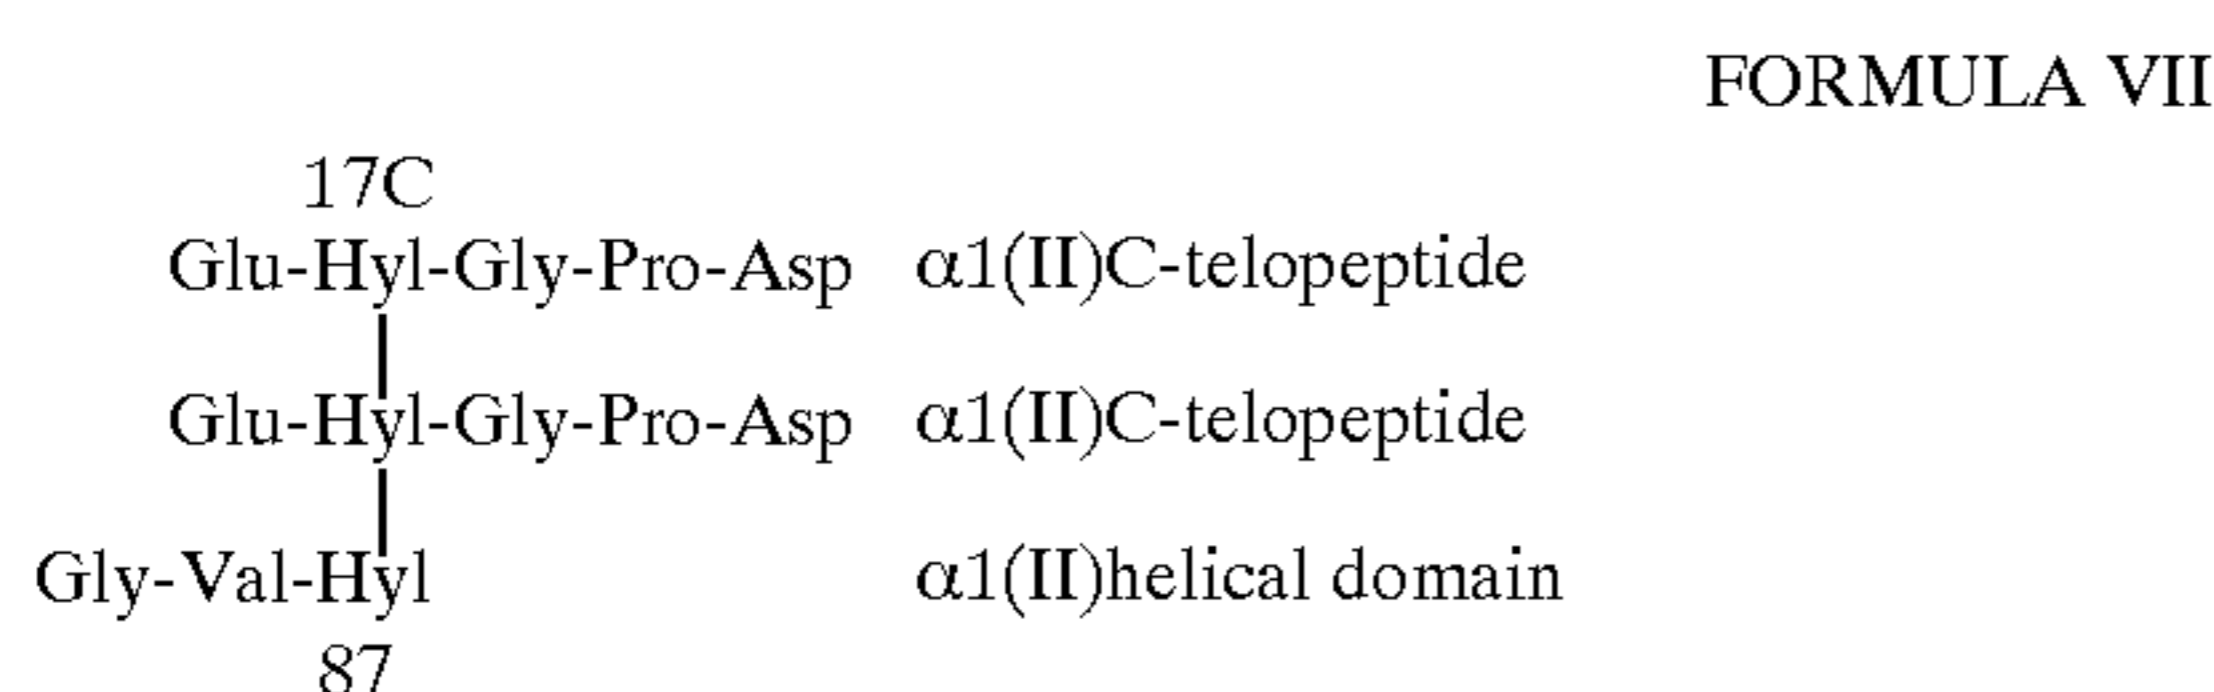 FORMULA VII
17C
Glu-Hyl-Gly-Pro-Asp α1(II)C-telopeptide
Glu-Hyl-Gly-Pro-Asp α1(II)C-telopeptide
Gly-Val-Hyl α1(II)helical domain
87